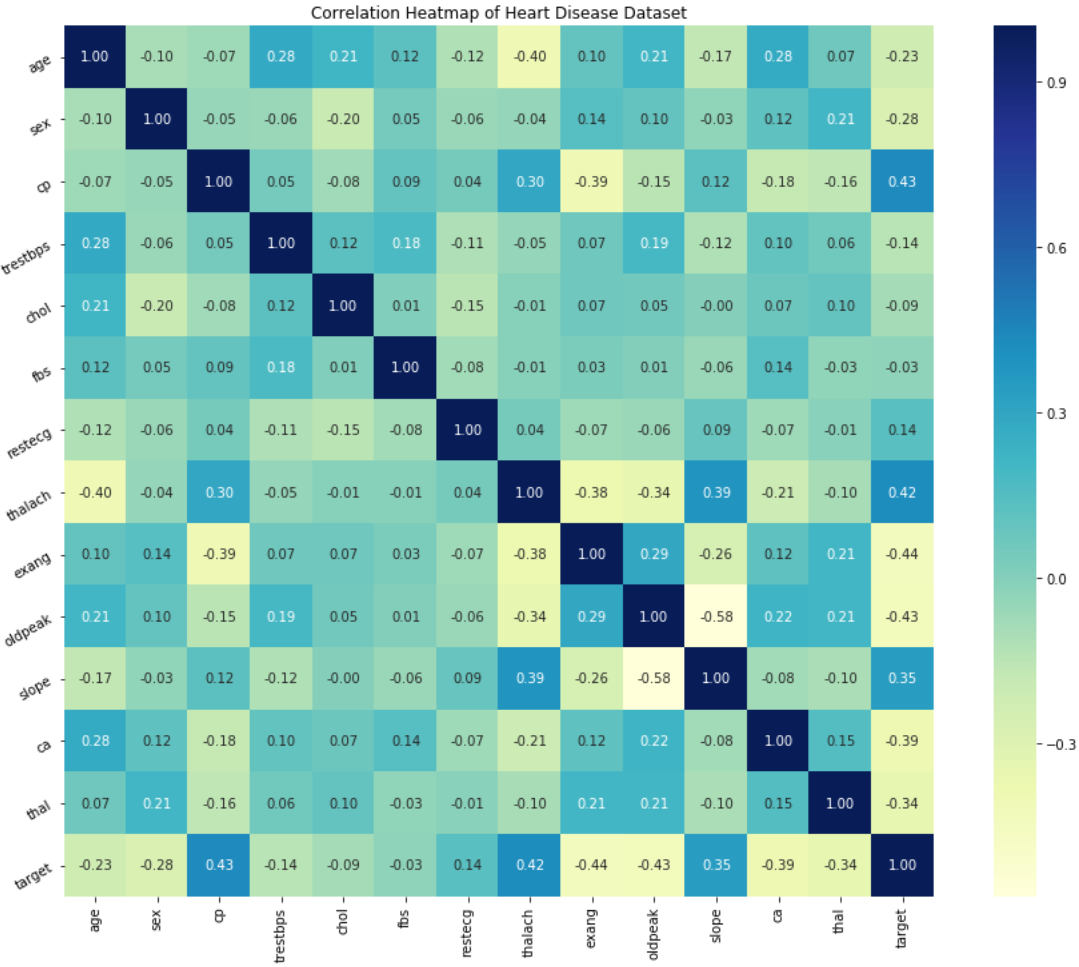 Correlation Heatmap of Heart Disease Dataset
age 1.00 -0.10 -0.07 0.28 0.21 0.12 -0.12 -0.40 0.10 0.21 -0.17 0.28 0.07 -0.23
sex -0.10 1.00 -0.05 -0.06 -0.20 0.05 -0.06 -0.04 0.14 0.10 -0.03 0.12 0.21 -0.28
cp -0.07 -0.05 1.00 0.05 -0.08 0.09 0.04 0.30 -0.39 -0.15 0.12 -0.18 -0.16 0.43
trestbps 0.28 -0.06 0.05 1.00 0.12 0.18 -0.11 -0.05 0.07 0.19 -0.12 0.10 0.06 -0.14
chol 0.21 -0.20 -0.08 0.12 1.00 0.01 -0.15 -0.01 0.07 0.05 -0.00 0.07 0.10 -0.09
fbs 0.12 0.05 0.09 0.18 0.01 1.00 -0.08 -0.01 0.03 0.01 -0.06 0.14 -0.03 -0.03
restecg -0.12 -0.06 0.04 -0.11 -0.15 -0.08 1.00 0.04 -0.07 -0.06 0.09 -0.07 -0.01 0.14
thalach -0.40 -0.04 0.30 -0.05 -0.01 -0.01 0.04 1.00 -0.38 -0.34 0.39 -0.21 -0.10 0.42
exang 0.10 0.14 -0.39 0.07 0.07 0.03 -0.07 -0.38 1.00 0.29 -0.26 0.12 0.21 -0.44
oldpeak 0.21 0.10 -0.15 0.19 0.05 0.01 -0.06 -0.34 0.29 1.00 -0.58 0.22 0.21 -0.43
slope -0.17 -0.03 0.12 -0.12 -0.00 -0.06 0.09 0.39 -0.26 -0.58 1.00 -0.08 -0.10 0.35
ca 0.28 0.12 -0.18 0.10 0.07 0.14 -0.07 -0.21 0.12 0.22 -0.08 1.00 0.15 -0.39
thal 0.07 0.21 -0.16 0.06 0.10 -0.03 -0.01 -0.10 0.21 0.21 -0.10 0.15 1.00 -0.34
target -0.23 -0.28 0.43 -0.14 -0.09 -0.03 0.14 0.42 -0.44 -0.43 0.35 -0.39 -0.34 1.00
age sex cp trestbps chol fbs restecg thalach exang oldpeak slope ca thal target
0.9
0.6
0.3
0.0
−0.3